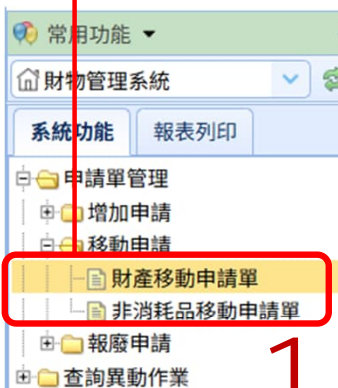 常用功能
財物管理系統
系統功能 報表列印
申請單管理
增加申請
移動申請
財產移動申請單
非消耗品移動申請單
報廢申請
查詢異動作業
1